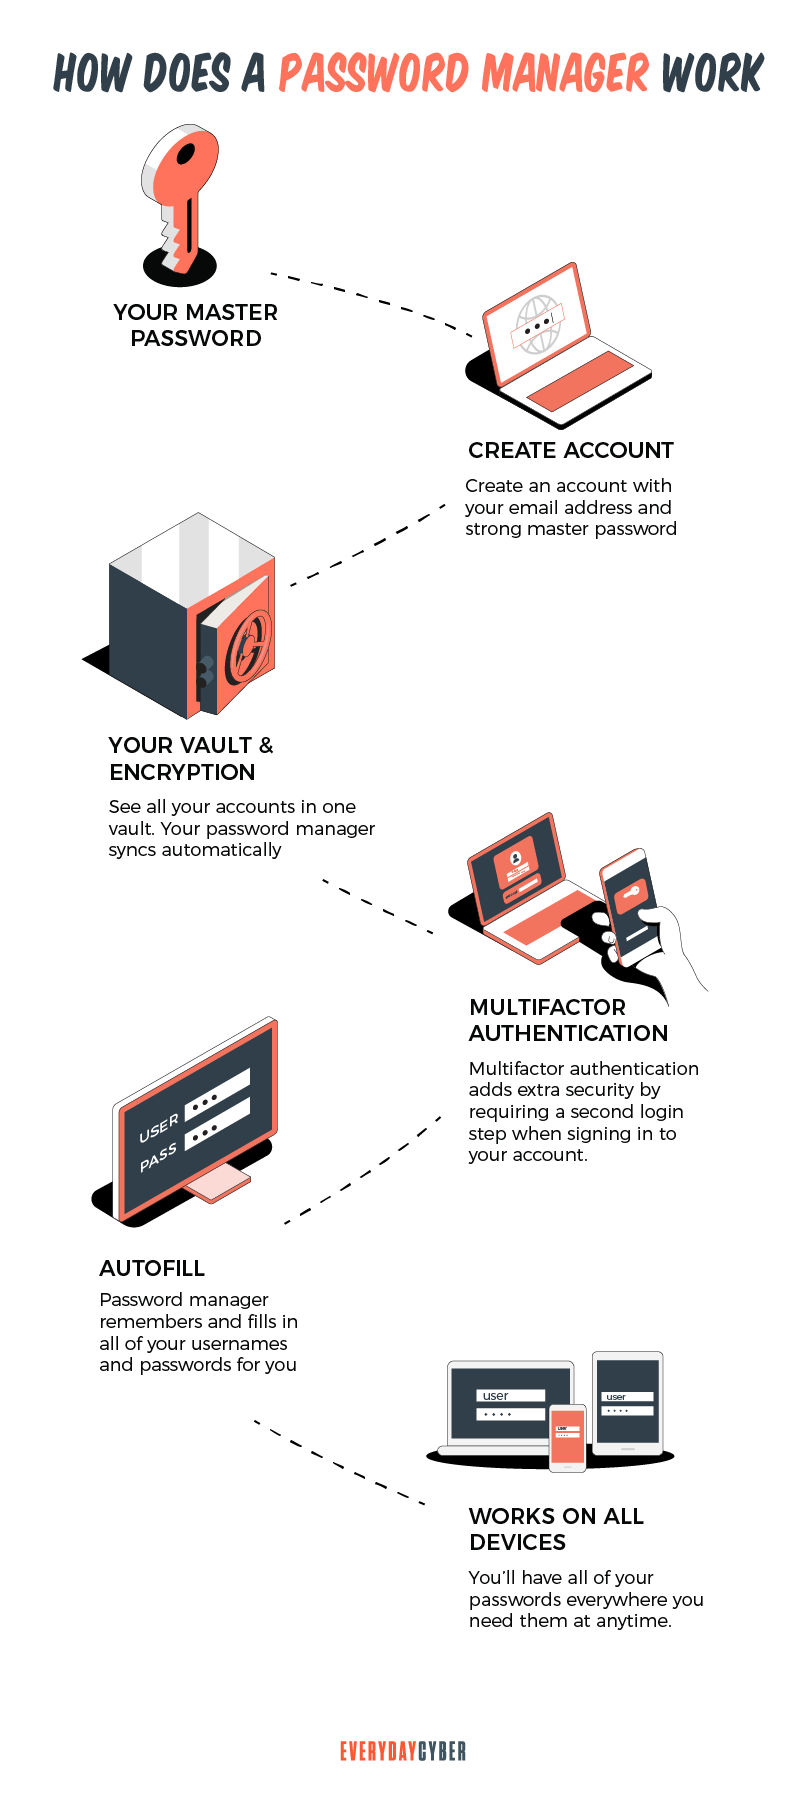 HOW DOES A PASSWORD MANAGER WORK
YOUR MASTER
PASSWORD
CREATE ACCOUNT
Create an account with
your email address and
strong master password
YOUR VAULT &
ENCRYPTION
See all your accounts in one
vault. Your password manager
syncs automatically
MULTIFACTOR
AUTHENTICATION
Multifactor authentication
adds extra security by
requiring a second login
step when signing in to
your account.
USER
PASS
AUTOFILL
Password manager
remembers and fills in
all of your usernames
and passwords for you
user
user
user
WORKS ON ALL
DEVICES
You'll have all of your
passwords everywhere you
need them at anytime.
EVERYDAYCYBER